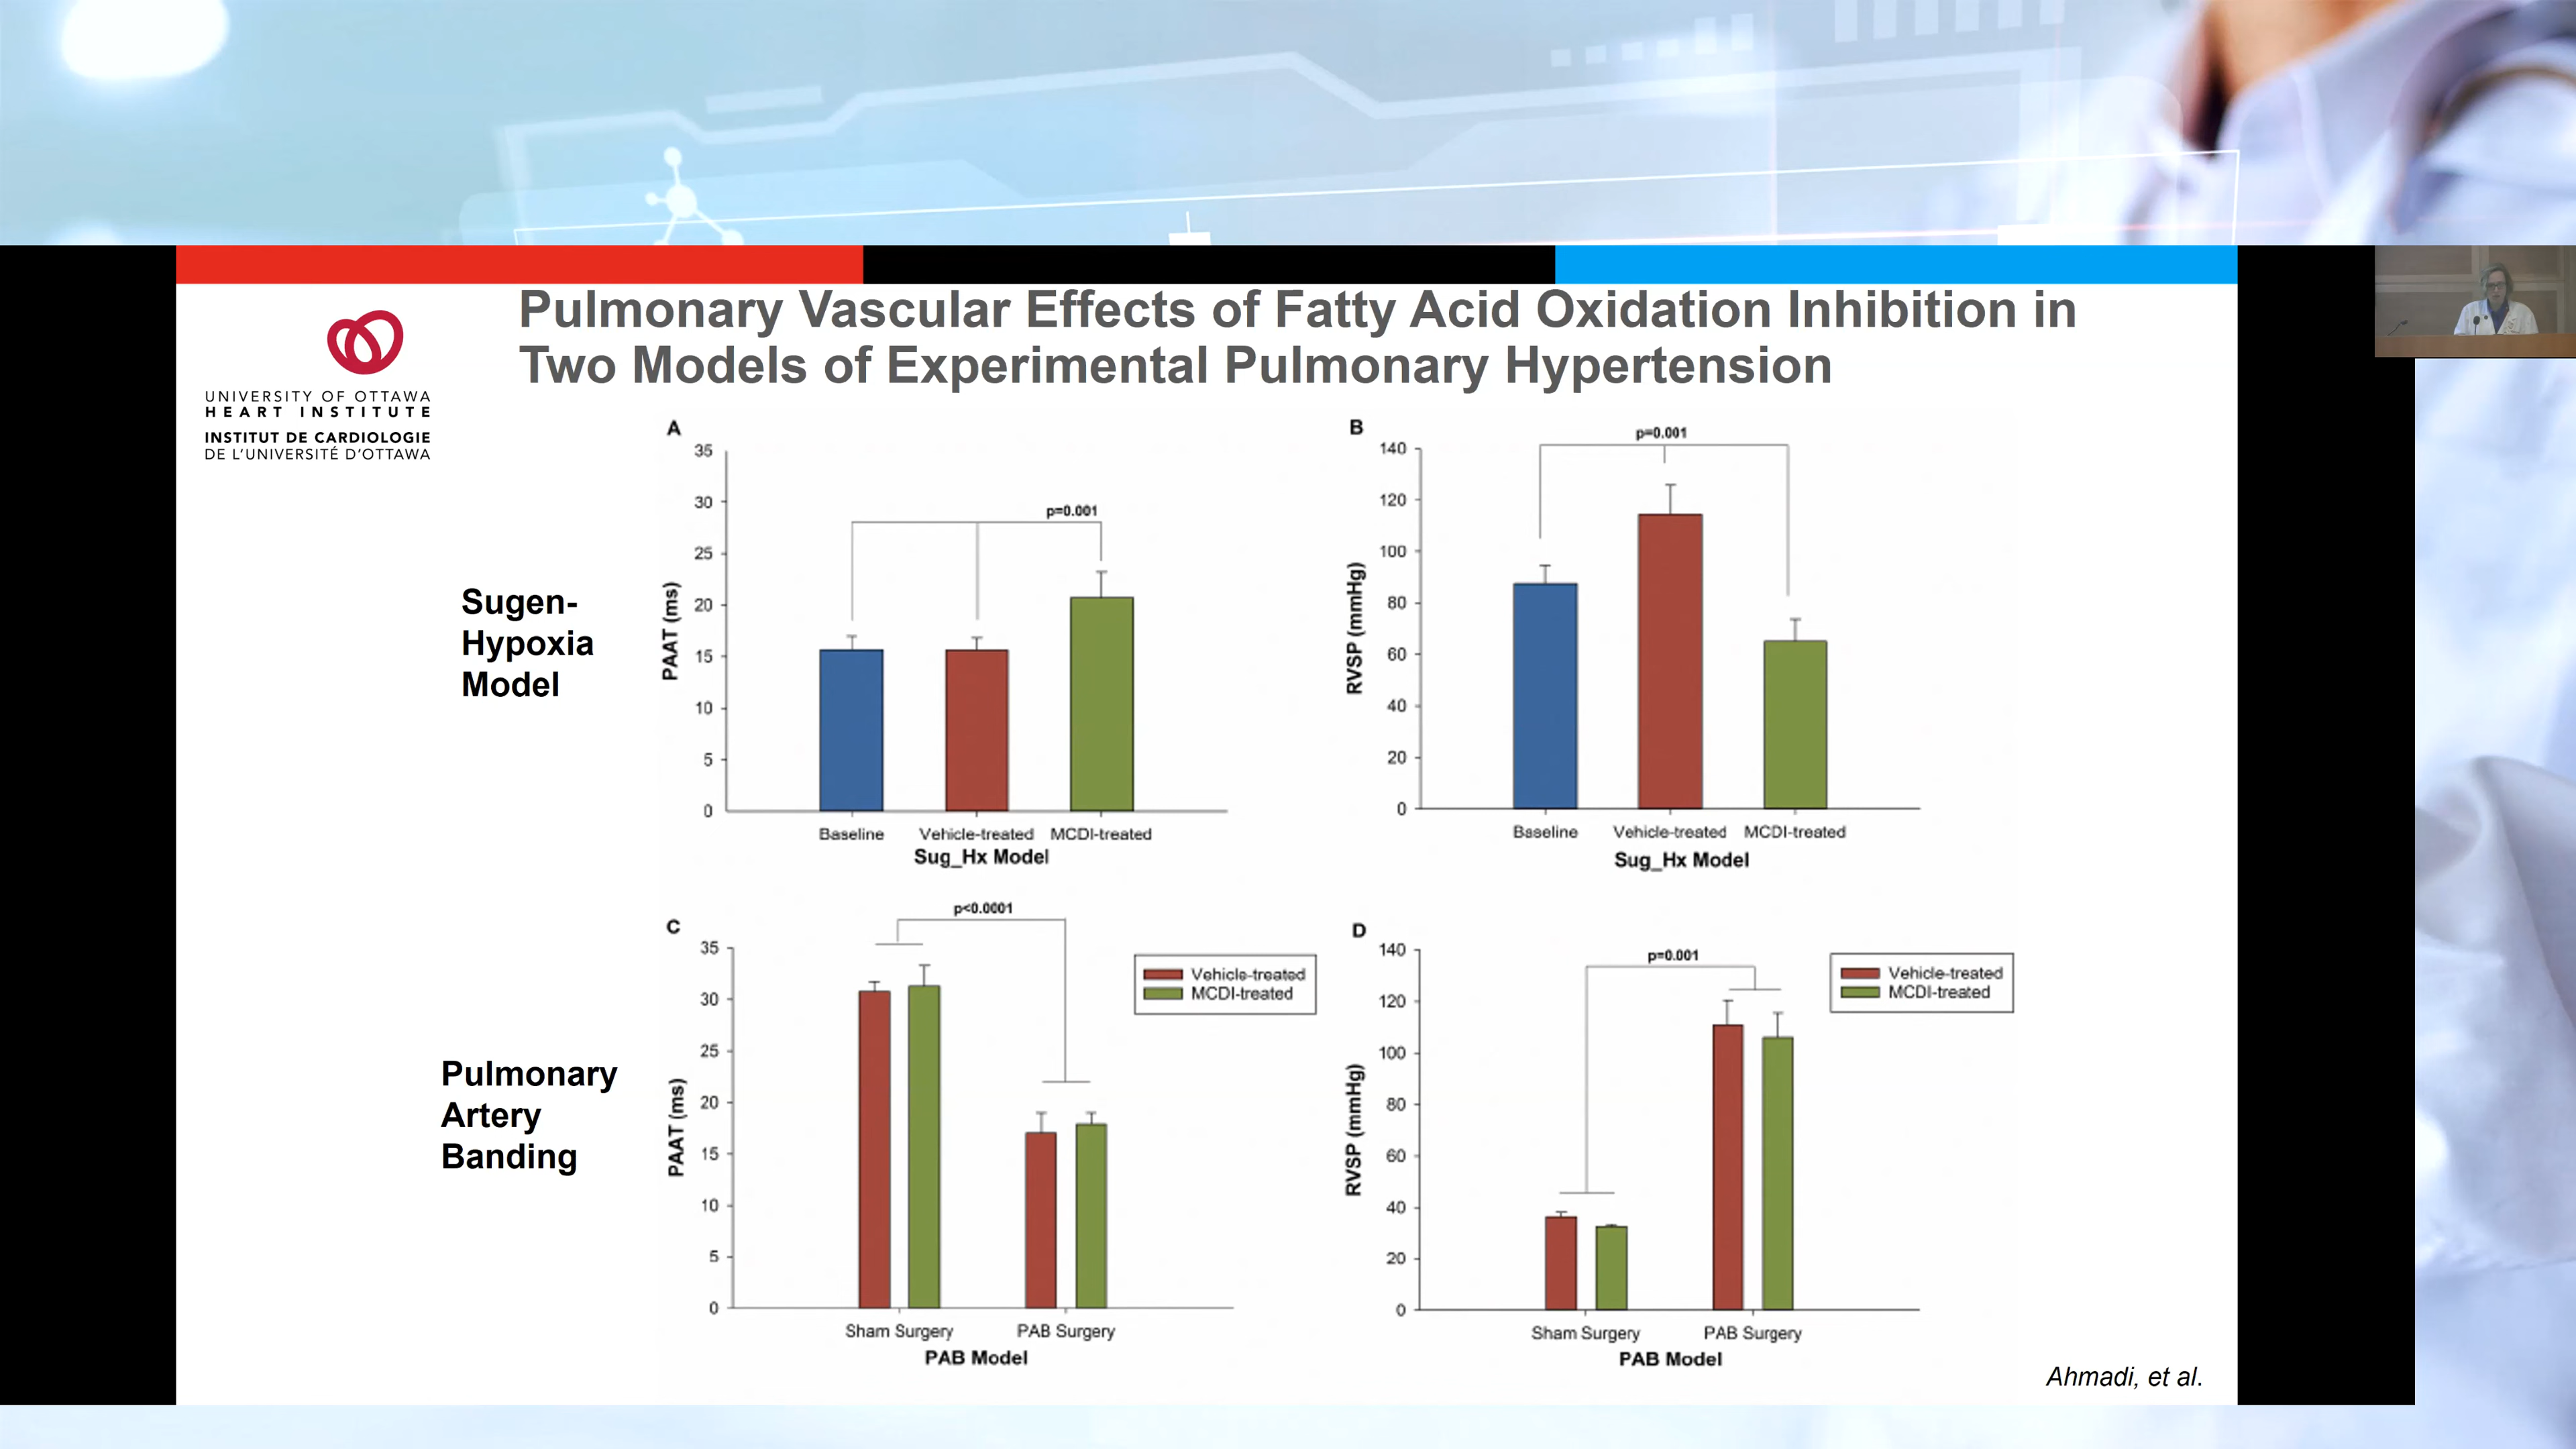 Pulmonary Vascular Effects of Fatty Acid Oxidation Inhibition in
Two Models of Experimental Pulmonary Hypertension
UNIVERSITY OF OTTAWA
HEART INSTITUTE
INSTITUT DE CARDIOLOGIE
DE L'UNIVERSITÉ D'OTTAWA
Sugen-
Hypoxia
Model
A
35
30
25
20
15
10
5
0
PAAT (ms)
p=0.001
Baseline
Vehicle-treated
MCDI-treated
Sug_Hx Model
B
140
120
100
80
60
40
20
0
RVSP (mmHg)
p=0.001
Baseline
Vehicle-treated
MCDI-treated
Sug_Hx Model
Pulmonary
Artery
Banding
C
35
30
25
20
15
10
5
0
PAAT (ms)
p<0.0001
Vehicle-treated
MCDI-treated
Sham Surgery
PAB Surgery
PAB Model
D
140
120
100
80
60
40
20
0
RVSP (mmHg)
p=0.001
Vehicle-treated
MCDI-treated
Sham Surgery
PAB Surgery
PAB Model
Ahmadi, et al.